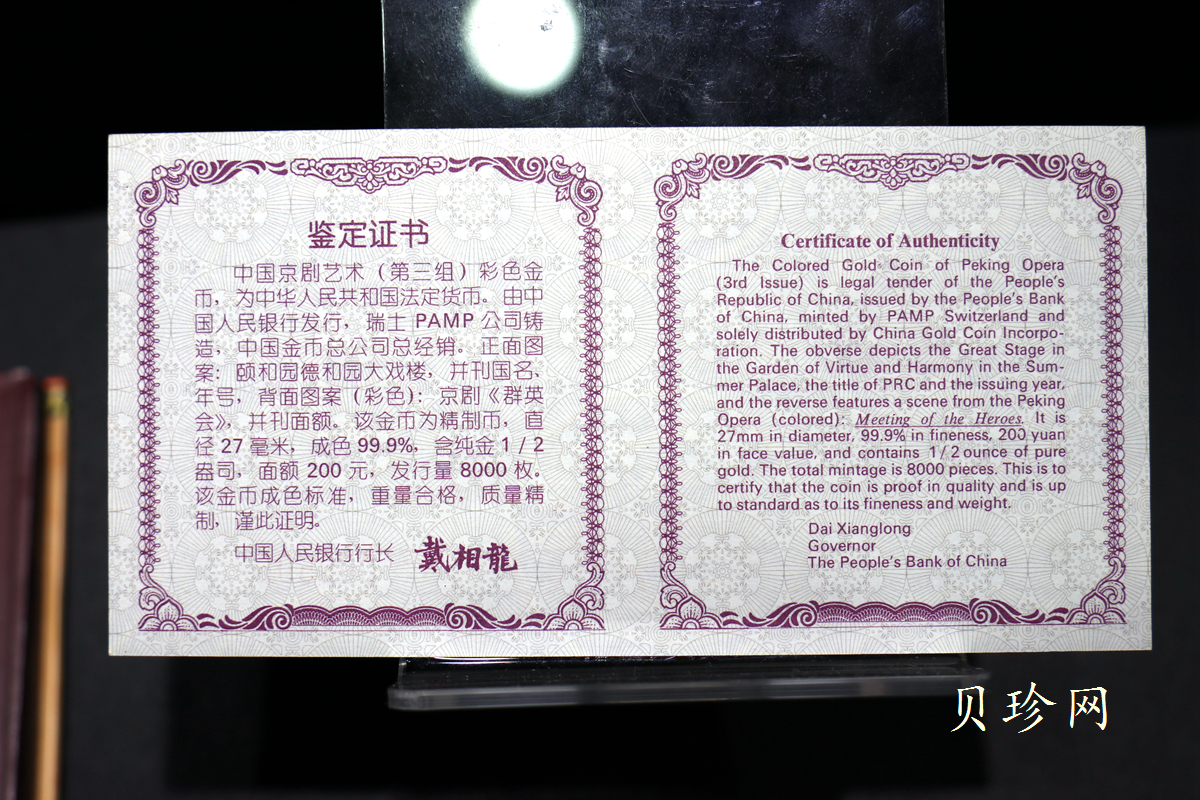 鉴定证书
中国京剧艺术（第三组）彩色金
币，为中华人民共和国法定货币。由中
国人民银行发行，瑞士 PAMP 公司铸
造，中国金币总公司总经销。正面图
案：颐和园德和园大戏楼，并刊国名、
年号，背面图案（彩色）：京剧《群英
会》，并刊面额。该金币为精制币，直
径 27 毫米，成色 99.9%，含纯金 1 / 2
盎司，面额 200 元，发行量 8000 枚。
该金币成色标准，重量合格，质量精
制，谨此证明。
中国人民银行行长 戴相龍
Certificate of Authenticity
The Colored Gold Coin of Peking Opera
(3rd Issue) is legal tender of the People's
Republic of China, issued by the People's Bank
of China, minted by PAMP Switzerland and
solely distributed by China Gold Coin Incorpo-
ration. The obverse depicts the Great Stage in
the Garden of Virtue and Harmony in the Sum-
mer Palace, the title of PRC and the issuing year,
and the reverse features a scene from the Peking
Opera (colored): Meeting of the Heroes. It is
27mm in diameter, 99.9% in fineness, 200 yuan
in face value, and contains 1 / 2 ounce of pure
gold. The total mintage is 8000 pieces. This is to
certify that the coin is proof in quality and is up
to standard as to its fineness and weight.
Dai Xianglong
Governor
The People's Bank of China
贝珍网